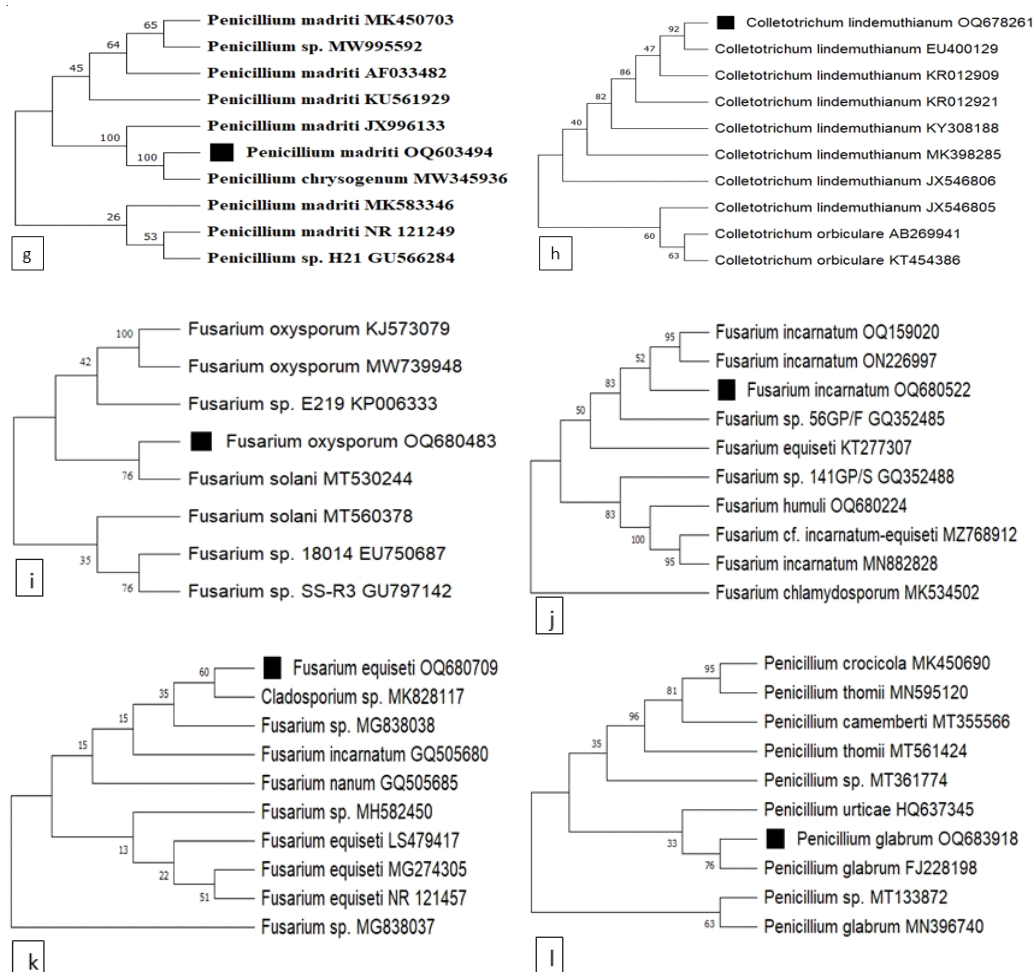 Penicillium madriti MK450703
65
Penicillium sp. MW995592
64
Penicillium madriti AF033482
45
Penicillium madriti KU561929
Penicillium madriti JX996133
100
Penicillium madriti OQ603494
100
Penicillium chrysogenum MW345936
Penicillium madriti MK583346
26
Penicillium madriti NR 121249
53
Penicillium sp. H21 GU566284
g
Colletotrichum lindemuthianum OQ678261
92
Colletotrichum lindemuthianum EU400129
47
Colletotrichum lindemuthianum KR012909
86
Colletotrichum lindemuthianum KR012921
82
Colletotrichum lindemuthianum KY308188
40
Colletotrichum lindemuthianum MK398285
Colletotrichum lindemuthianum JX546806
Colletotrichum lindemuthianum JX546805
60
Colletotrichum orbiculare AB269941
63
Colletotrichum orbiculare KT454386
h
Fusarium oxysporum KJ573079
100
Fusarium oxysporum MW739948
42
Fusarium sp. E219 KP006333
Fusarium oxysporum OQ680483
76
Fusarium solani MT530244
Fusarium solani MT560378
35
Fusarium sp. 18014 EU750687
76
Fusarium sp. SS-R3 GU797142
i
Fusarium incarnatum OQ159020
95
Fusarium incarnatum ON226997
52
Fusarium incarnatum OQ680522
83
Fusarium sp. 56GP/F GQ352485
50
Fusarium equiseti KT277307
Fusarium sp. 141GP/S GQ352488
83
Fusarium humuli OQ680224
100
Fusarium cf. incarnatum-equiseti MZ768912
95
Fusarium incarnatum MN882828
Fusarium chlamydosporum MK534502
j
Fusarium equiseti OQ680709
60
Cladosporium sp. MK828117
35
Fusarium sp. MG838038
15
Fusarium incarnatum GQ505680
15
Fusarium nanum GQ505685
Fusarium sp. MH582450
13
Fusarium equiseti LS479417
22
Fusarium equiseti MG274305
51
Fusarium equiseti NR 121457
Fusarium sp. MG838037
k
Penicillium crocicola MK450690
95
Penicillium thomii MN595120
81
Penicillium camemberti MT355566
96
Penicillium thomii MT561424
35
Penicillium sp. MT361774
Penicillium urticae HQ637345
33
Penicillium glabrum OQ683918
76
Penicillium glabrum FJ228198
Penicillium sp. MT133872
63
Penicillium glabrum MN396740
l